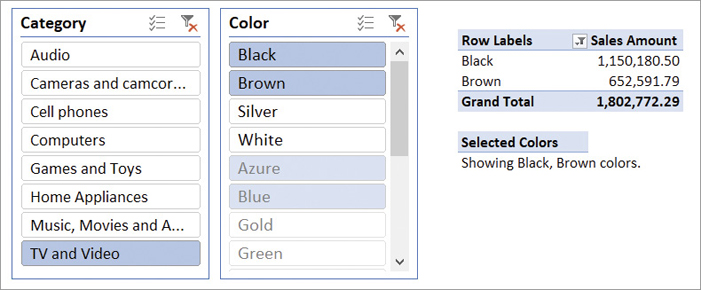 Category
Audio
Cameras and camcor...
Cell phones
Computers
Games and Toys
Home Appliances
Music, Movies and A...
TV and Video
Color
Black
Brown
Silver
White
Azure
Blue
Gold
Green
Row Labels Sales Amount
Black 1,150,180.50
Brown 652,591.79
Grand Total 1,802,772.29
Selected Colors
Showing Black, Brown colors.